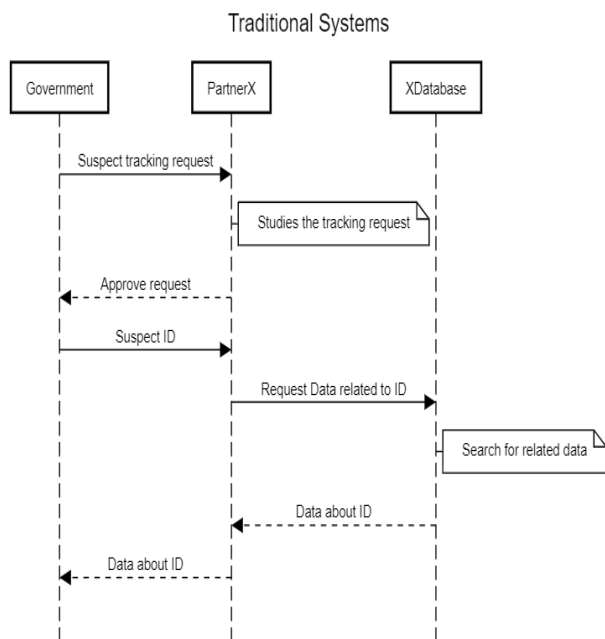 Traditional Systems
Government
PartnerX
XDatabase
Suspect tracking request
Studies the tracking request
Approve request
Suspect ID
Request Data related to ID
Search for related data
Data about ID
Data about ID